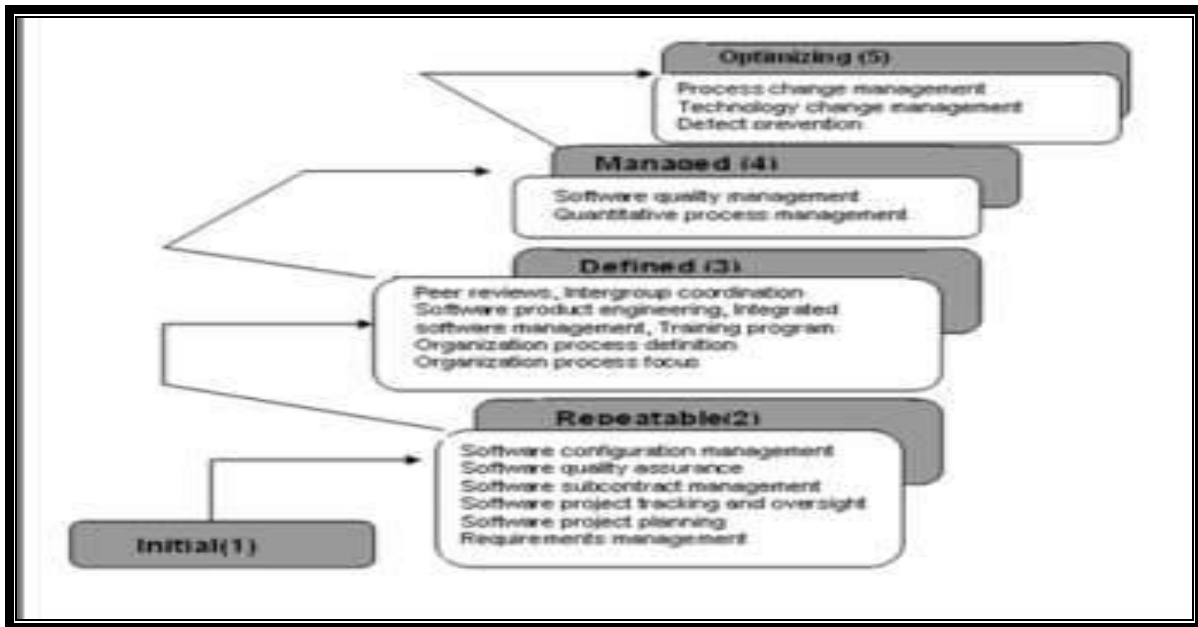 Optimizing (5)
Process change management
Technology change management
Defect prevention
Managed (4)
Software quality management
Quantitative process management
Defined (3)
Peer reviews, Intergroup coordination
Software product engineering, Integrated
software management, Training program
Organization process definition
Organization process focus
Repeatable(2)
Software configuration management
Software quality assurance
Software subcontract management
Software project tracking and oversight
Software project planning
Requirements management
Initial(1)